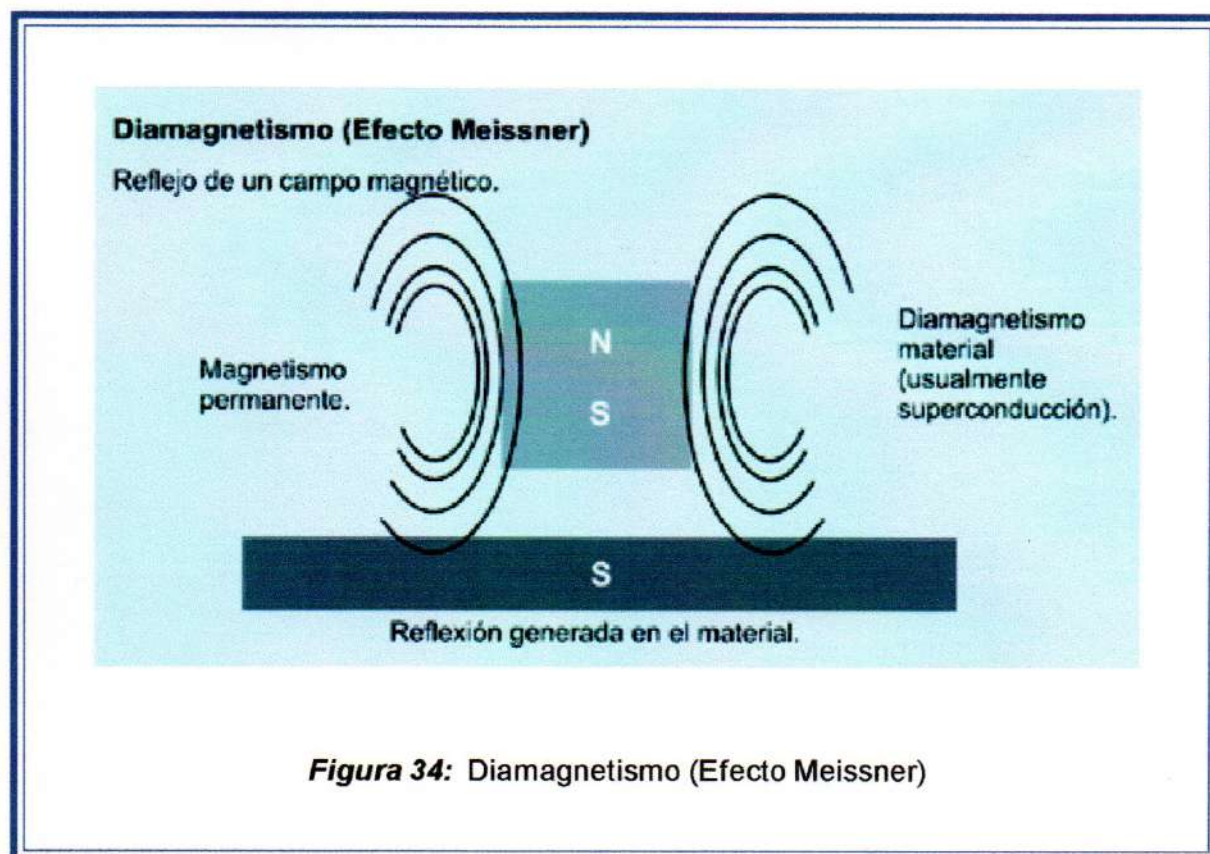 Diamagnetismo (Efecto Meissner)
Reflejo de un campo magnético.
Magnetismo
permanente.
N
S
Diamagnetismo
material
(usualmente
superconducción).
S
Reflexión generada en el material.
Figura 34: Diamagnetismo (Efecto Meissner)